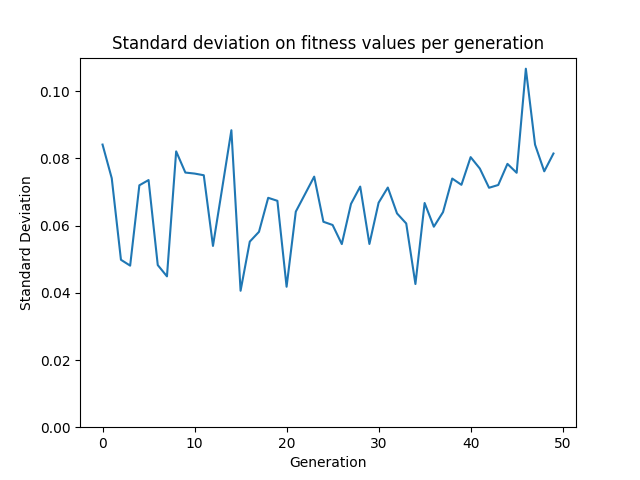 Standard deviation on fitness values per generation
0.10
0.08
0.06
0.04
0.02
0.00
Standard Deviation
0 10 20 30 40 50
Generation